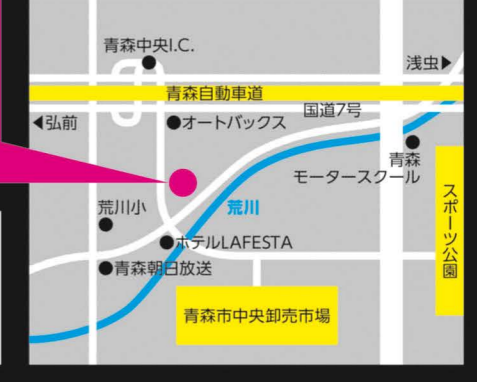 青森中央I.C.
浅虫▶
青森自動車道
国道7号
◀弘前
オートバックス
青森
モータースクール
スポーツ公園
荒川小
荒川
ホテルLAFESTA
青森朝日放送
青森市中央卸売市場